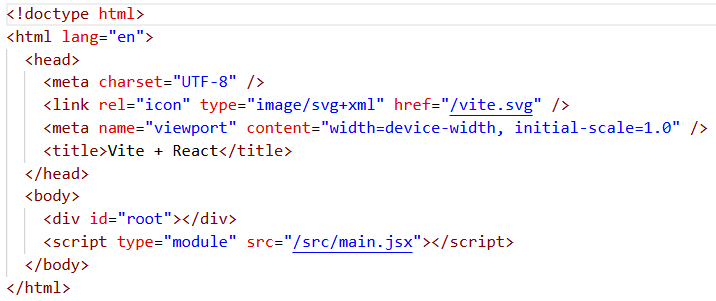 <!doctype html>
<html lang="en">
  <head>
    <meta charset="UTF-8" />
    <link rel="icon" type="image/svg+xml" href="/vite.svg" />
    <meta name="viewport" content="width=device-width, initial-scale=1.0" />
    <title>Vite + React</title>
  </head>
  <body>
    <div id="root"></div>
    <script type="module" src="/src/main.jsx"></script>
  </body>
</html>